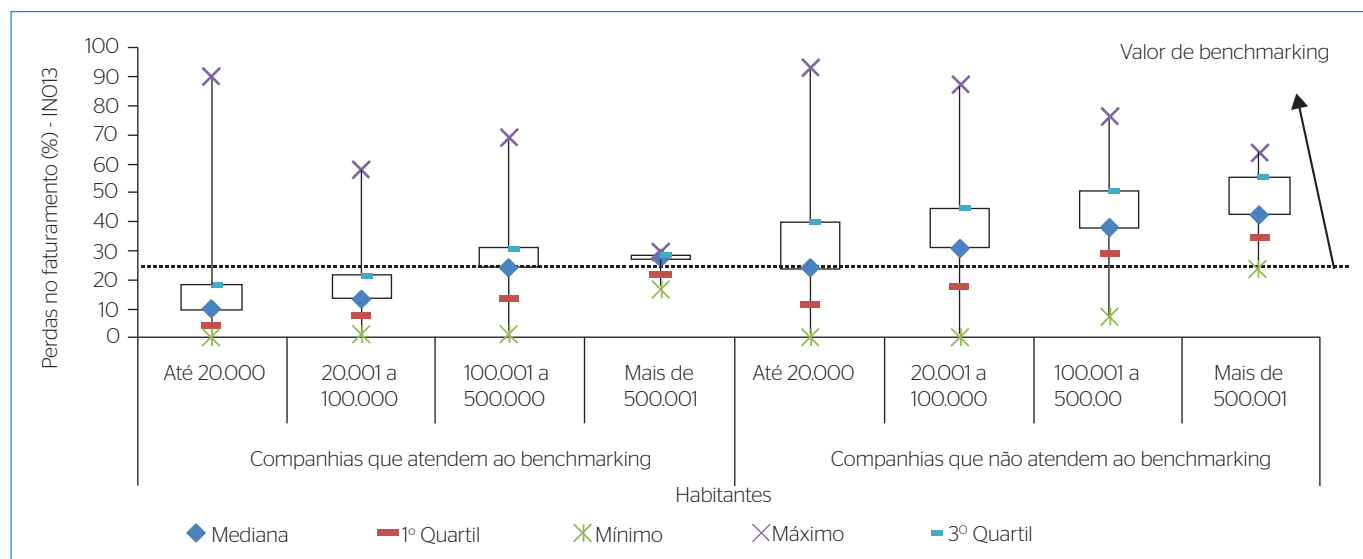 Perdas no faturamento (%) - IN013
100
90
80
70
60
50
40
30
20
10
0
Valor de benchmarking
Até 20.000
20.001 a
100.000
100.001 a
500.000
Mais de
500.001
Até 20.000
20.001 a
100.000
100.001 a
500.00
Mais de
500.001
Companhias que atendem ao benchmarking
Companhias que não atendem ao benchmarking
Habitantes
Mediana
1º Quartil
Mínimo
Máximo
3º Quartil